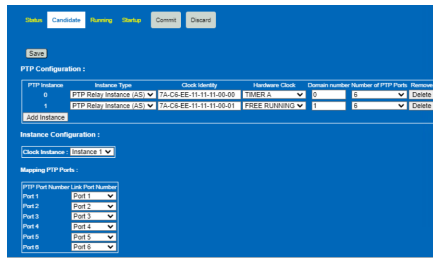 Status Candidate Running Startup Commit Discard
Save
PTP Configuration :
PTP Instance Instance Type Clock Identity Hardware Clock Domain number Number of PTP Ports Remove
0 PTP Relay Instance (AS) 7A-C6-EE-11-11-11-00-00 TIMER A 0 6 Delete
1 PTP Relay Instance (AS) 7A-C6-EE-11-11-11-00-01 FREE RUNNING 1 6 Delete
Add Instance
Instance Configuration :
Clock Instance : Instance 1
Mapping PTP Ports :
PTP Port Number Link Port Number
Port 1 Port 1
Port 2 Port 2
Port 3 Port 3
Port 4 Port 4
Port 5 Port 5
Port 6 Port 6